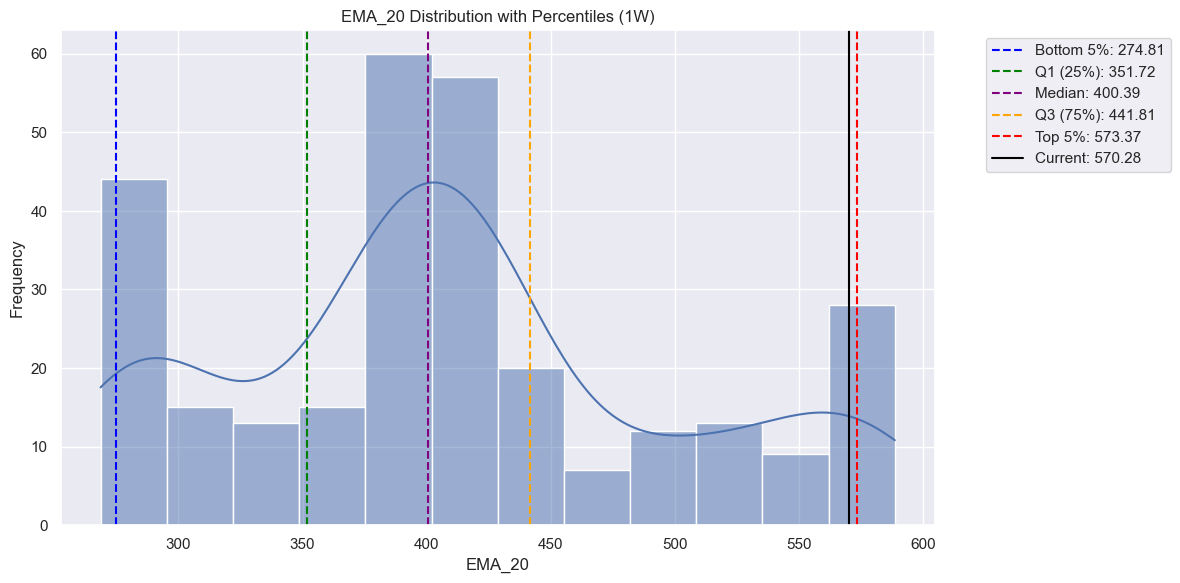 EMA_20 Distribution with Percentiles (1W)
Bottom 5%: 274.81
Q1 (25%): 351.72
Median: 400.39
Q3 (75%): 441.81
Top 5%: 573.37
Current: 570.28
Frequency
60
50
40
30
20
10
0
300 350 400 450 500 550 600
EMA_20